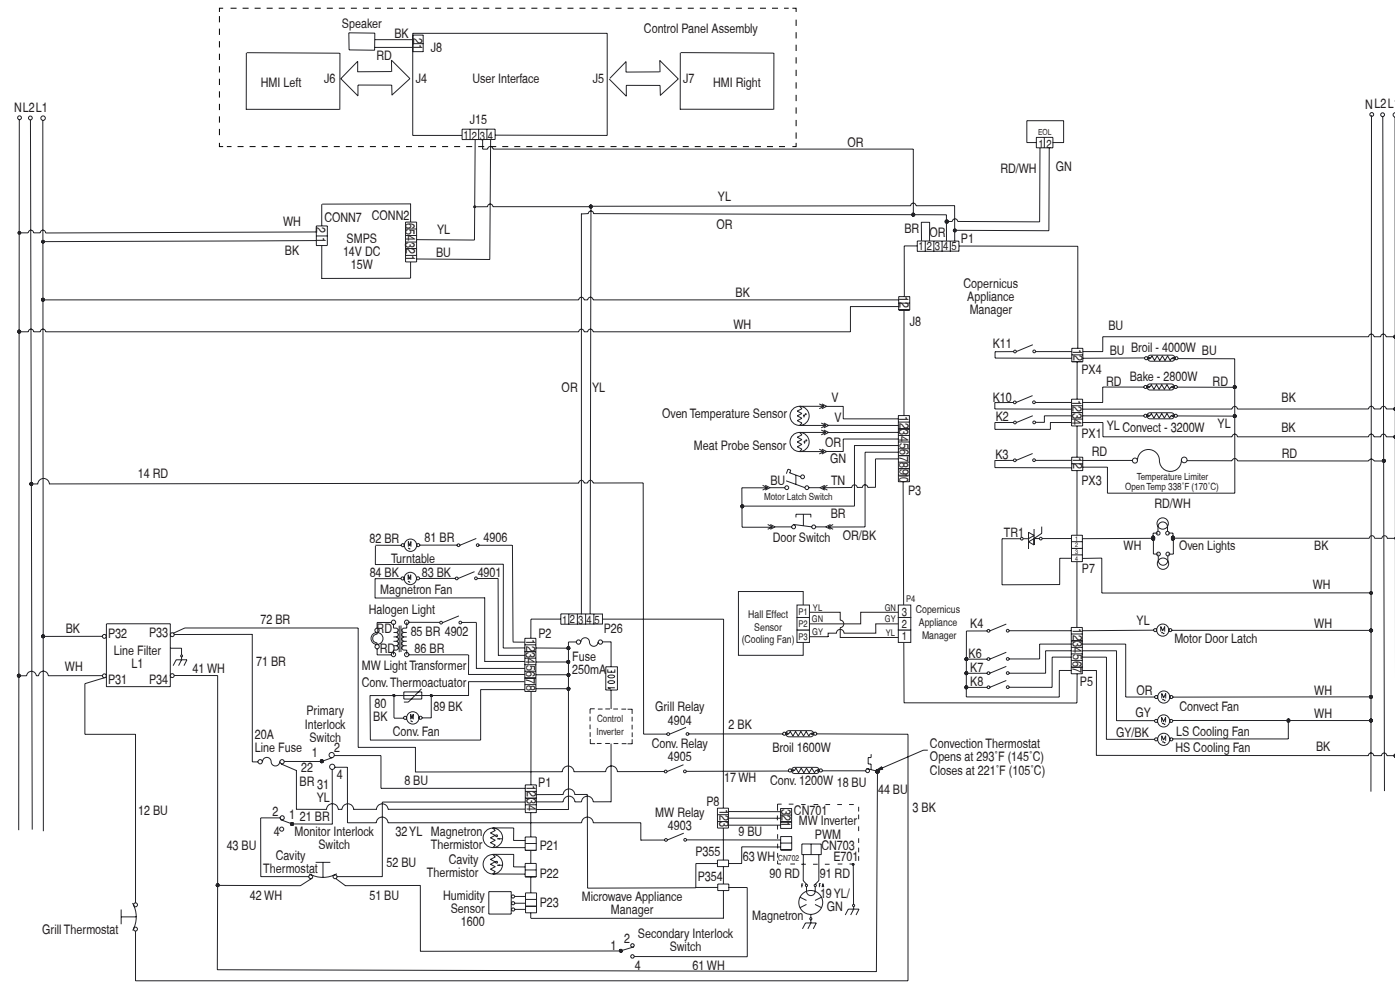 Speaker
BK
RD
J8
Control Panel Assembly
HMI Left
J6
J4
User Interface
J5
J7
HMI Right
J15
1 2 3 4
N L2 L1
N L2 L
OR
EOL
1 2
RD/WH
GN
YL
OR
WH
BK
CONN7
CONN2
SMPS
14V DC
15W
YL
BU
BR
OR
P1
1 2 3 4 5
Copernicus
Appliance
Manager
BK
WH
J8
K11
BU
BU
Broil - 4000W
BU
PX4
RD
Bake - 2800W
RD
K10
BK
K2
PX1
YL
Convect - 3200W
YL
BK
K3
RD
RD
PX3
Temperature Limiter
Open Temp 338°F (170°C)
RD/WH
OR
YL
Oven Temperature Sensor
V
V
Meat Probe Sensor
OR
GN
BU
TN
Motor Latch Switch
P3
BR
Door Switch
OR/BK
14 RD
TR1
WH
Oven Lights
BK
P7
WH
82 BR
81 BR
4906
Turntable
84 BK
83 BK
4901
Magnetron Fan
Halogen Light
RD
RD
85 BR
4902
86 BR
MW Light Transformer
Conv. Thermoactuator
80
BK
89 BK
Conv. Fan
P2
1 2 3 4 5
P26
Fuse
250mA
3001
Control
Inverter
Hall Effect
Sensor
(Cooling Fan)
P1
P2
P3
YL
GN
GY
GN
GY
YL
P4
3
2
1
Copernicus
Appliance
Manager
K4
K6
K7
K8
P5
YL
Motor Door Latch
WH
OR
Convect Fan
WH
GY
LS Cooling Fan
WH
GY/BK
HS Cooling Fan
BK
72 BR
BK
P32
P33
Line Filter
L1
WH
P31
P34
41 WH
71 BR
Primary
Interlock
Switch
20A
Line Fuse
1
2
4
22
BR
31
YL
8 BU
P1
Grill Relay
4904
2 BK
Broil 1600W
Conv. Relay
4905
17 WH
Conv. 1200W
18 BU
44 BU
Convection Thermostat
Opens at 293°F (145°C)
Closes at 221°F (105°C)
3 BK
12 BU
2
1
4
21 BR
Monitor Interlock
Switch
43 BU
Cavity
Thermostat
52 BU
42 WH
51 BU
32 YL
Magnetron
Thermistor
P21
Cavity
Thermistor
P22
Humidity
Sensor
1600
P23
MW Relay
4903
P8
9 BU
CN701
MW Inverter
PWM
CN703
CN702
E701
P355
63 WH
P354
90 RD
91 RD
19 YL/
GN
Magnetron
Microwave Appliance
Manager
Grill Thermostat
Secondary Interlock
Switch
1
2
4
61 WH